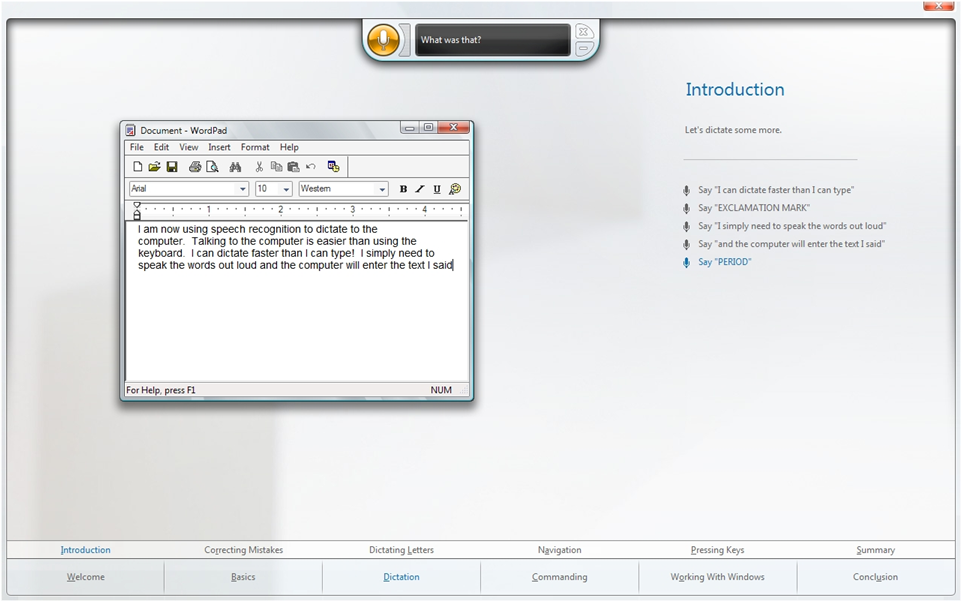 What was that?
Introduction
Let's dictate some more.
Say "I can dictate faster than I can type"
Say "EXCLAMATION MARK"
Say "I simply need to speak the words out loud"
Say "and the computer will enter the text I said"
Say "PERIOD"
Document - WordPad
File Edit View Insert Format Help
Arial 10 Western B I U
1 2 3 4
I am now using speech recognition to dictate to the
computer.  Talking to the computer is easier than using the
keyboard.  I can dictate faster than I can type!  I simply need to
speak the words out loud and the computer will enter the text I said
For Help, press F1 NUM
Introduction Correcting Mistakes Dictating Letters Navigation Pressing Keys Summary
Welcome Basics Dictation Commanding Working With Windows Conclusion